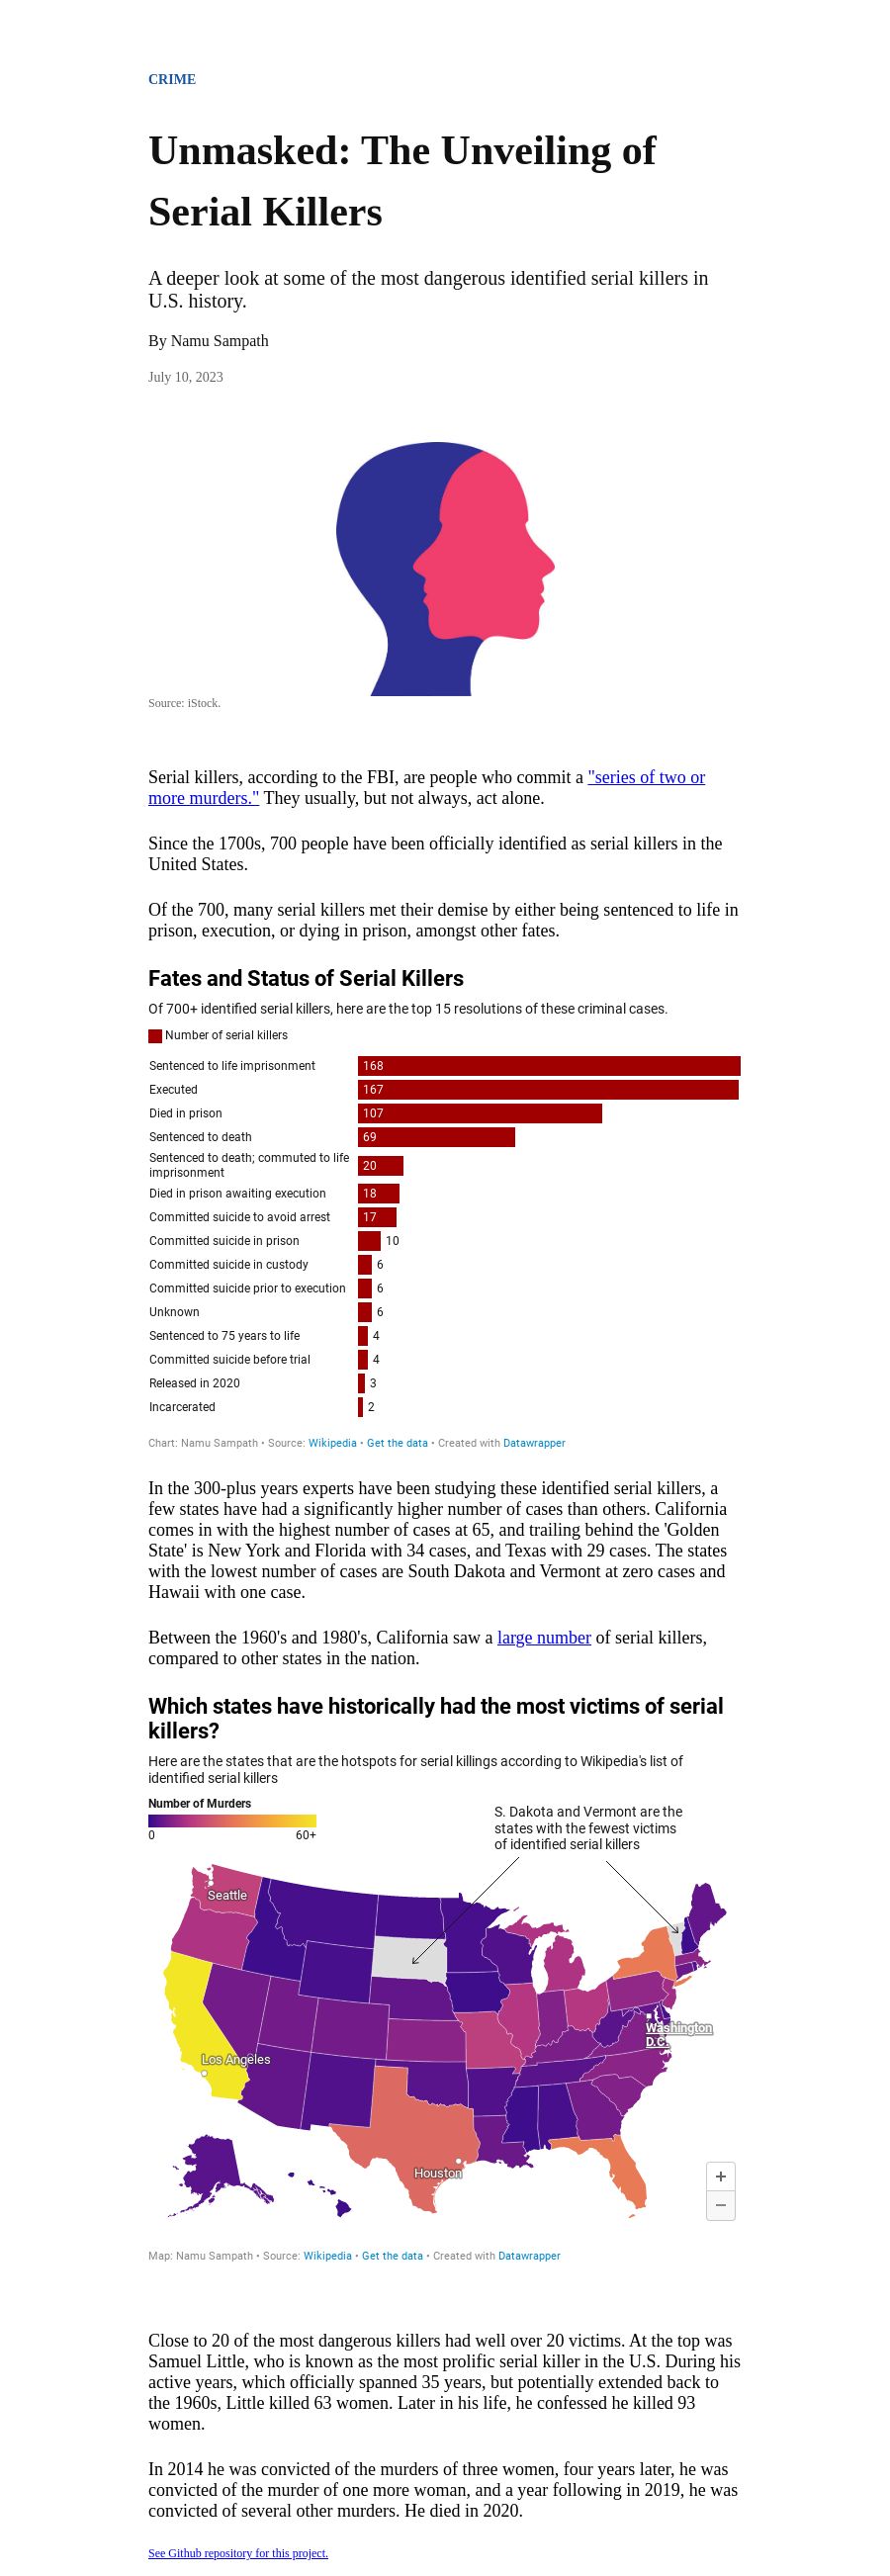 CRIME
Unmasked: The Unveiling of
Serial Killers
A deeper look at some of the most dangerous identified serial killers in
U.S. history.
By Namu Sampath
July 10, 2023
Source: iStock.
Serial killers, according to the FBI, are people who commit a "series of two or
more murders." They usually, but not always, act alone.
Since the 1700s, 700 people have been officially identified as serial killers in the
United States.
Of the 700, many serial killers met their demise by either being sentenced to life in
prison, execution, or dying in prison, amongst other fates.
Fates and Status of Serial Killers
Of 700+ identified serial killers, here are the top 15 resolutions of these criminal cases.
Number of serial killers
Sentenced to life imprisonment 168
Executed 167
Died in prison 107
Sentenced to death 69
Sentenced to death; commuted to life
imprisonment 20
Died in prison awaiting execution 18
Committed suicide to avoid arrest 17
Committed suicide in prison 10
Committed suicide in custody 6
Committed suicide prior to execution 6
Unknown 6
Sentenced to 75 years to life 4
Committed suicide before trial 4
Released in 2020 3
Incarcerated 2
Chart: Namu Sampath • Source: Wikipedia • Get the data • Created with Datawrapper
In the 300-plus years experts have been studying these identified serial killers, a
few states have had a significantly higher number of cases than others. California
comes in with the highest number of cases at 65, and trailing behind the 'Golden
State' is New York and Florida with 34 cases, and Texas with 29 cases. The states
with the lowest number of cases are South Dakota and Vermont at zero cases and
Hawaii with one case.
Between the 1960's and 1980's, California saw a large number of serial killers,
compared to other states in the nation.
Which states have historically had the most victims of serial
killers?
Here are the states that are the hotspots for serial killings according to Wikipedia's list of
identified serial killers
Number of Murders
0 60+
S. Dakota and Vermont are the
states with the fewest victims
of identified serial killers
Seattle
Washington
D.C.
Los Angeles
Houston
+
−
Map: Namu Sampath • Source: Wikipedia • Get the data • Created with Datawrapper
Close to 20 of the most dangerous killers had well over 20 victims. At the top was
Samuel Little, who is known as the most prolific serial killer in the U.S. During his
active years, which officially spanned 35 years, but potentially extended back to
the 1960s, Little killed 63 women. Later in his life, he confessed he killed 93
women.
In 2014 he was convicted of the murders of three women, four years later, he was
convicted of the murder of one more woman, and a year following in 2019, he was
convicted of several other murders. He died in 2020.
See Github repository for this project.